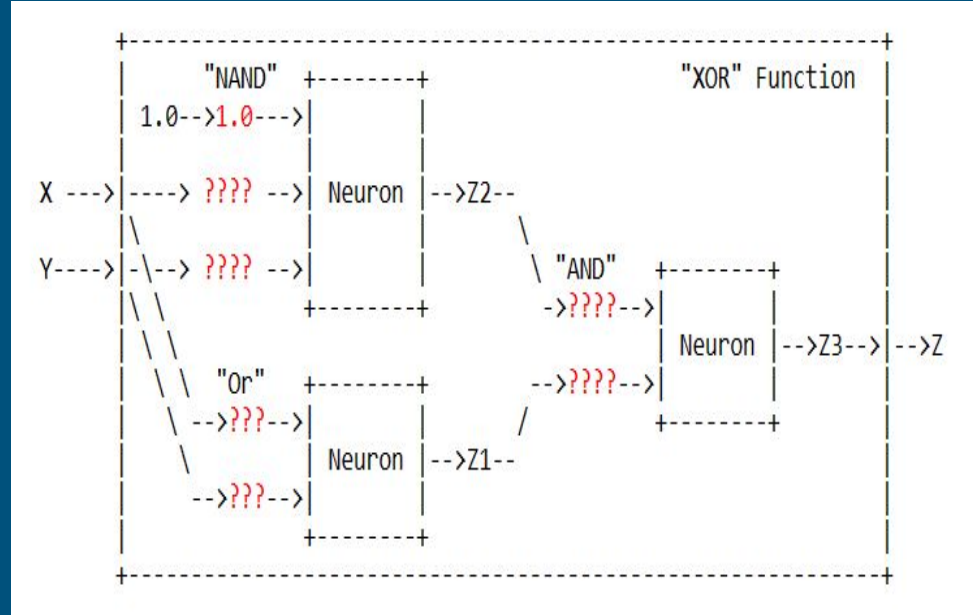 +---------------------------------------------------------------+
"NAND" +--------+ "XOR" Function
1.0-->1.0--->| |
X --->|----> ???? -->| Neuron |-->Z2--
Y---->|-\--> ???? -->| | \ "AND" +--------+
+--------+ ->????-->| |
| Neuron |-->Z3-->|-->Z
"Or" +--------+ -->????-->| |
-->???-->| | / +--------+
| Neuron |-->Z1--
-->???-->| |
+--------+
+---------------------------------------------------------------+